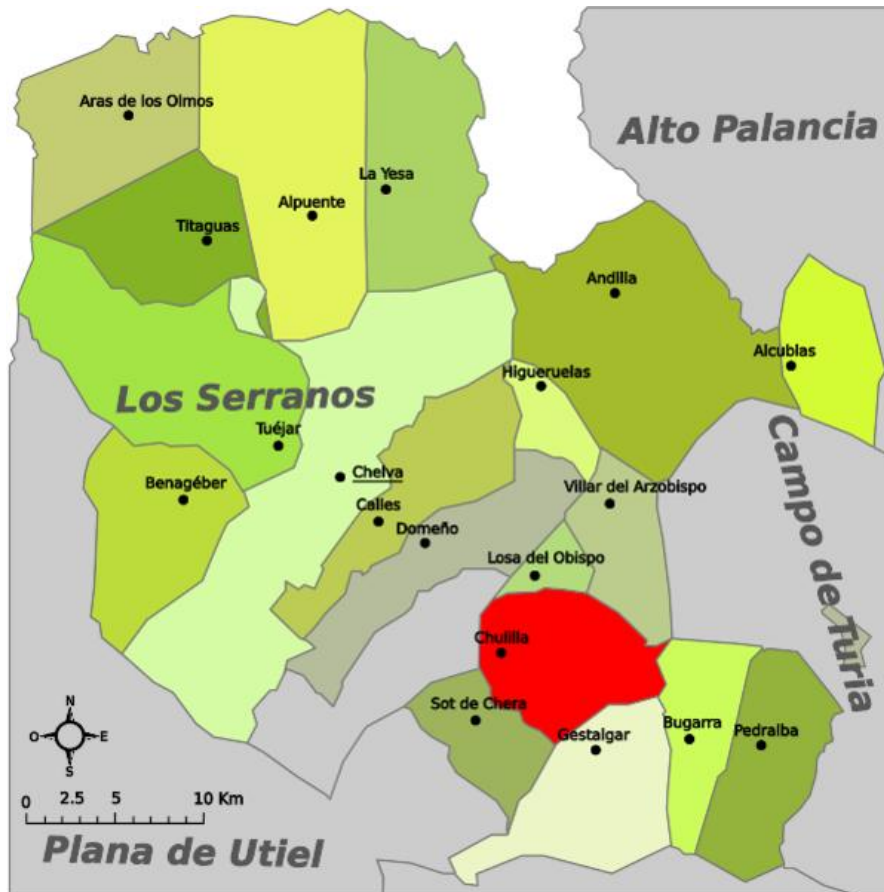 Aras de los Olmos
Alto Palancia
La Yesa
Alpuente
Titaguas
Andilla
Alcublas
Higueruelas
Los Serranos
Tuéjar
Chelva
Benagéber
Villar del Arzobispo
Calles
Domeño
Campo de Turia
Losa del Obispo
Chulilla
Sot de Chera
Gestalgar
Bugarra
Pedralba
N
O
E
S
0 2.5 5 10 Km
Plana de Utiel